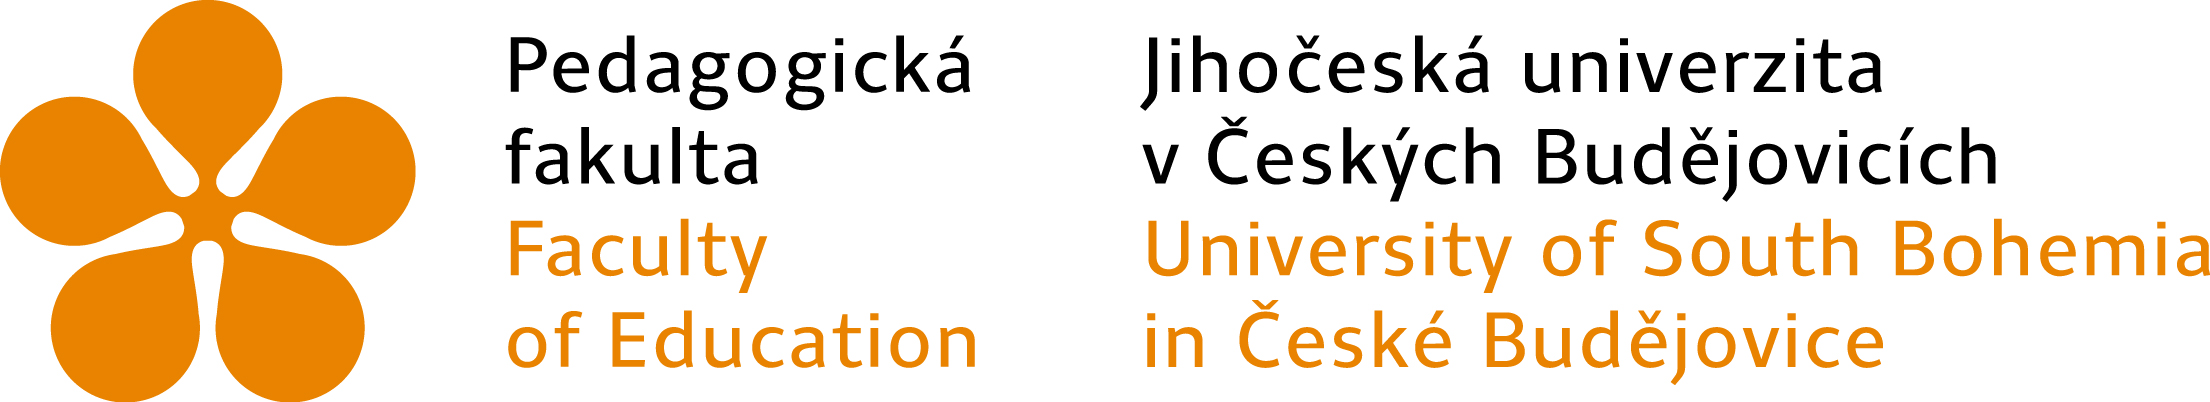 Pedagogická
fakulta
Faculty
of Education
Jihočeská univerzita
v Českých Budějovicích
University of South Bohemia
in České Budějovice